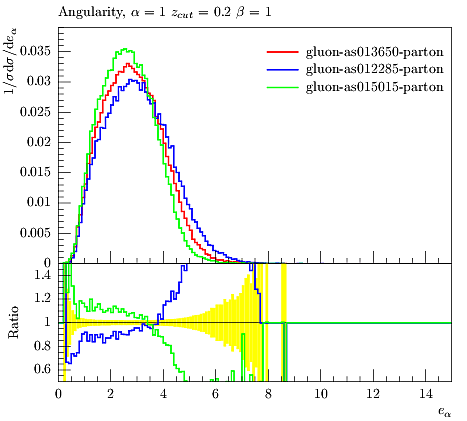 Angularity, α = 1 z_cut = 0.2 β = 1
1/σ dσ/de_α
gluon-as013650-parton
gluon-as012285-parton
gluon-as015015-parton
0.035
0.03
0.025
0.02
0.015
0.01
0.005
0
Ratio
1.4
1.2
1
0.8
0.6
0 2 4 6 8 10 12 14
e_α